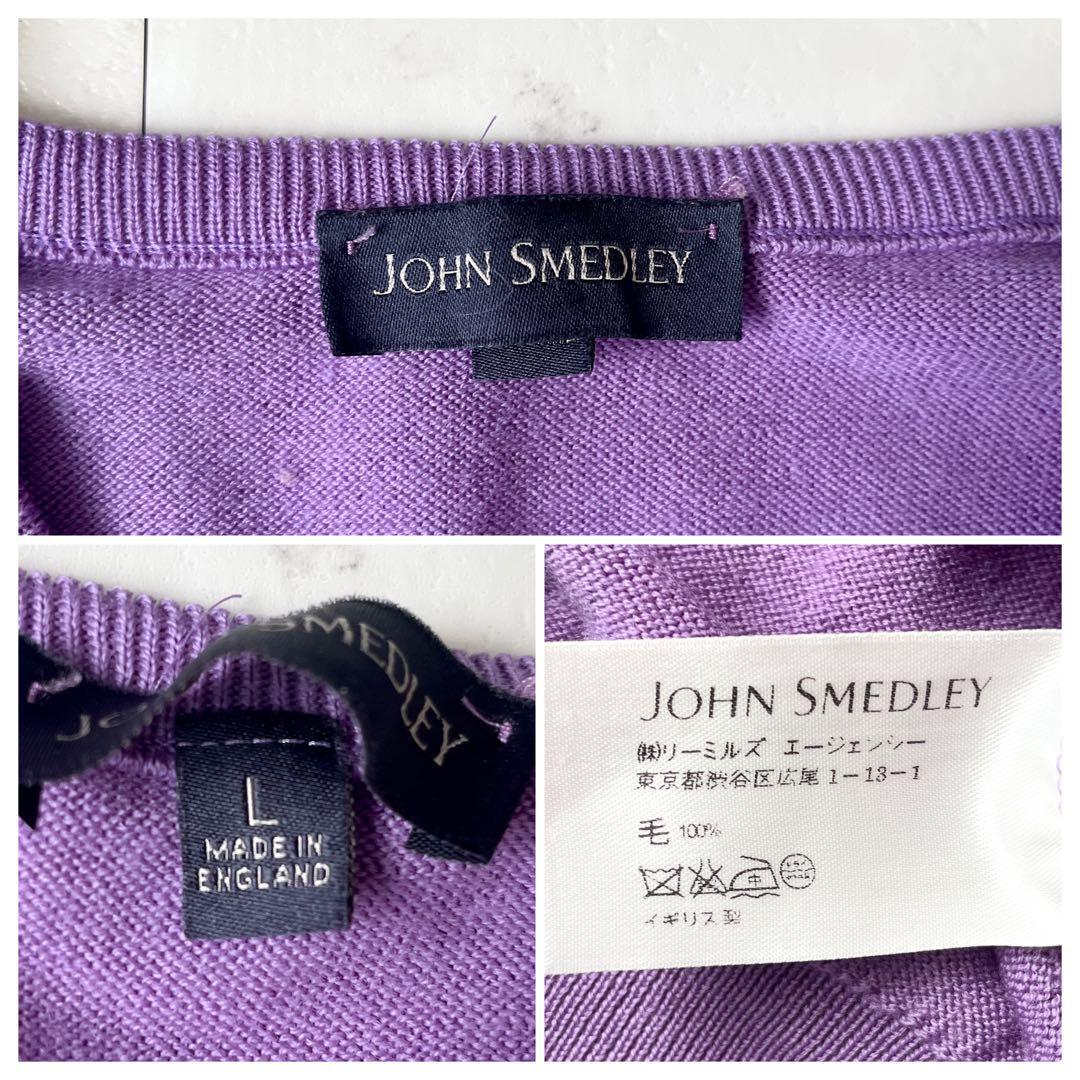 JOHN SMEDLEY
SMEDLEY
L
MADE IN
ENGLAND
JOHN SMEDLEY
㈱リーミルズ エージェンシー
東京都渋谷区広尾1-13-1
毛 100%
イギリス製